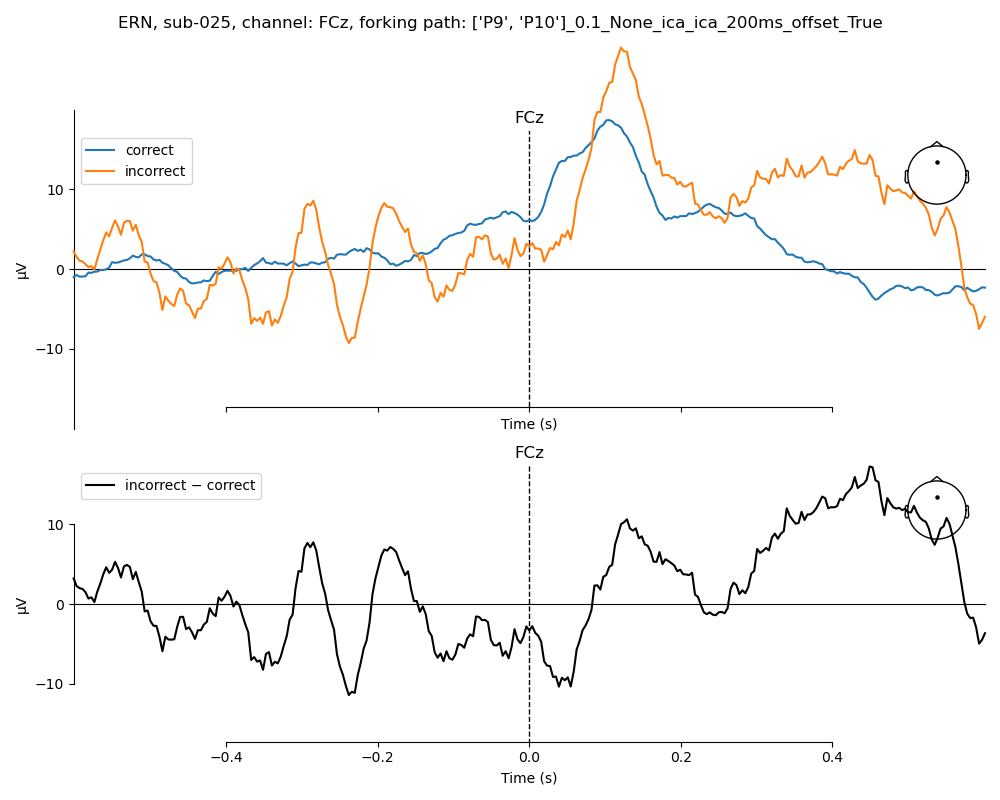 ERN, sub-025, channel: FCz, forking path: ['P9', 'P10']_0.1_None_ica_ica_200ms_offset_True
FCz
correct
incorrect
10
0
−10
µV
Time (s)
FCz
incorrect − correct
10
0
−10
µV
−0.4 −0.2 0.0 0.2 0.4
Time (s)